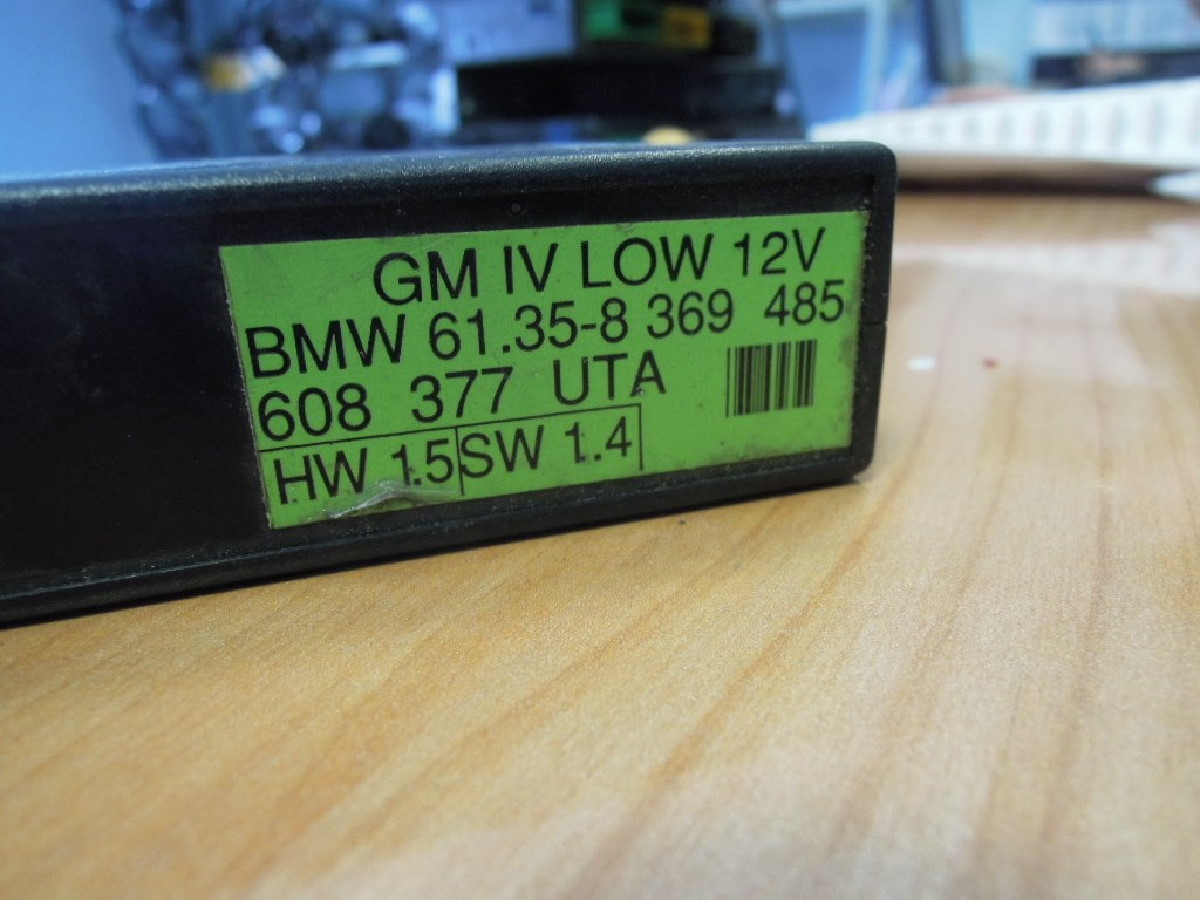 GM IV LOW 12V
BMW 61.35-8 369 485
608 377 UTA
HW 1.5 SW 1.4